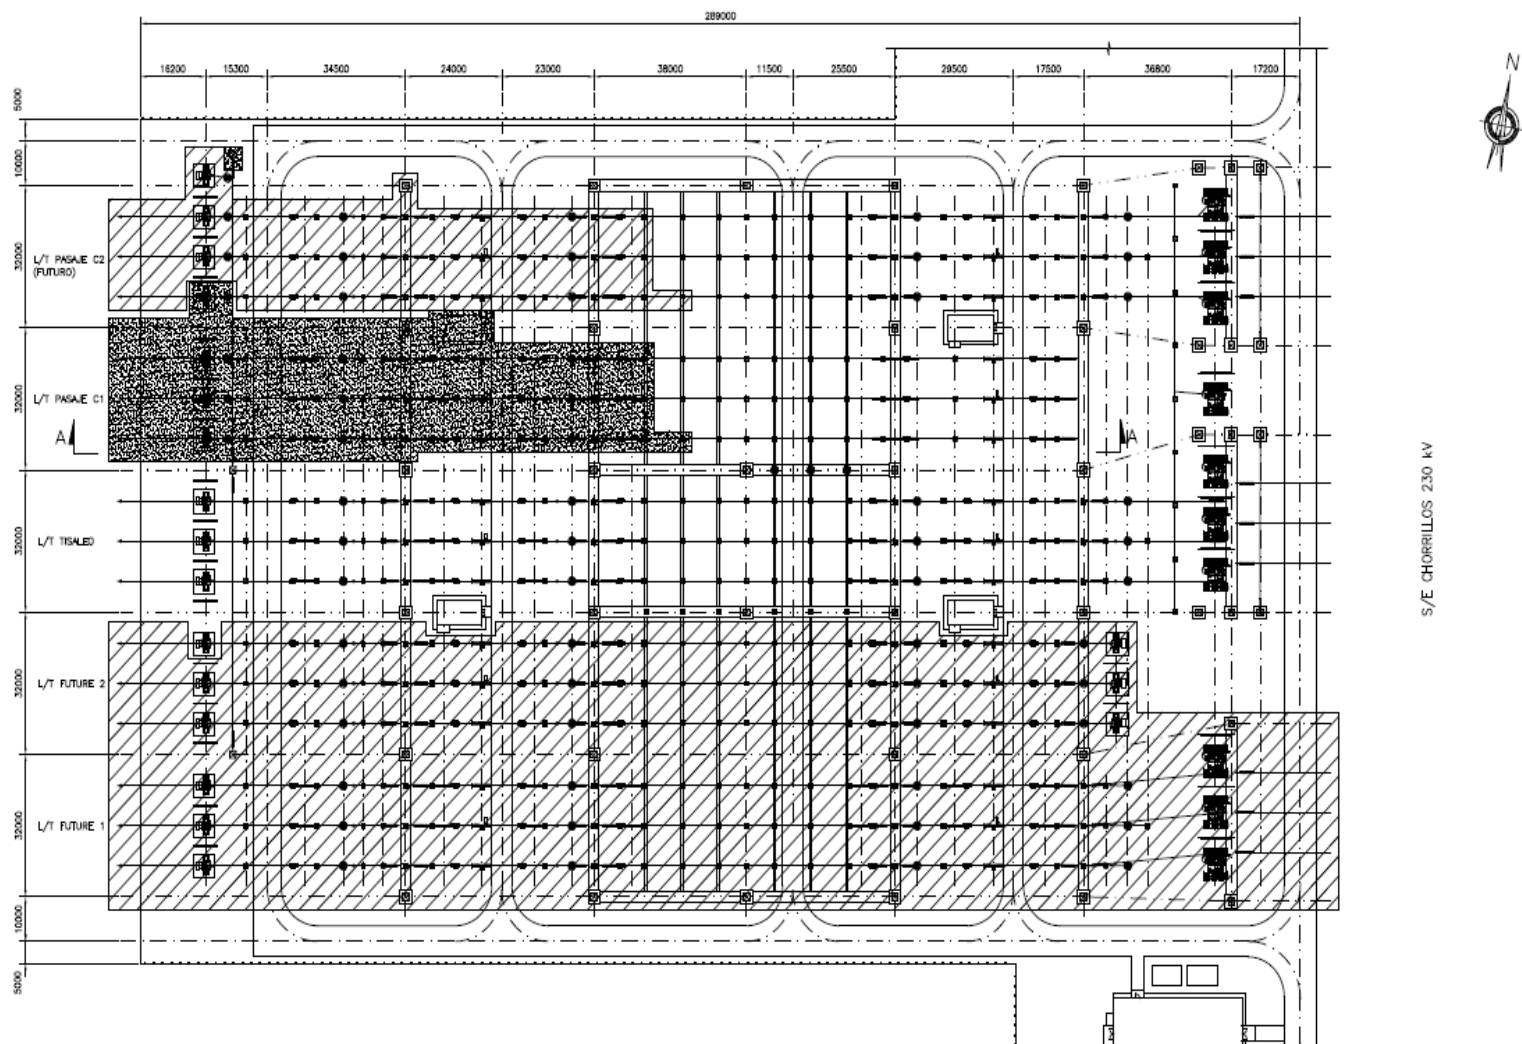 289000
16200 15300 34500 24000 23000 38000 11500 25500 29500 17500 36800 17200
N
5000
10000
32000
L/T PASAJE C2
(FUTURO)
32000
L/T PASAJE C1
A A
32000
L/T TISALEO
S/E CHORRILLOS 230 kV
32000
L/T FUTURE 2
32000
L/T FUTURE 1
10000
5000